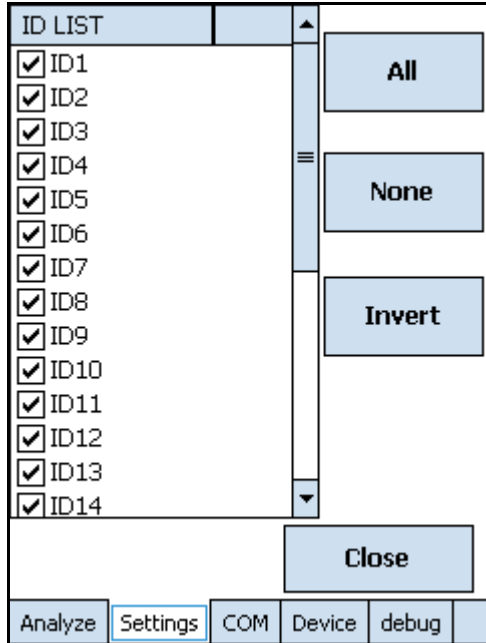 ID LIST
ID1
ID2
ID3
ID4
ID5
ID6
ID7
ID8
ID9
ID10
ID11
ID12
ID13
ID14
All
None
Invert
Close
Analyze Settings COM Device debug